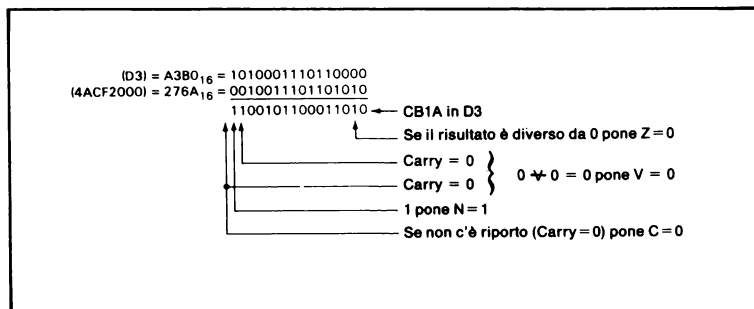 (D3) = A3B0₁₆ = 1010001110110000
(4ACF2000) = 276A₁₆ = 0010011101101010
1100101100011010 CB1A in D3
Se il risultato è diverso da 0 pone Z=0
Carry = 0
Carry = 0 } 0 ⊻ 0 = 0 pone V = 0
1 pone N = 1
Se non c'è riporto (Carry=0) pone C=0